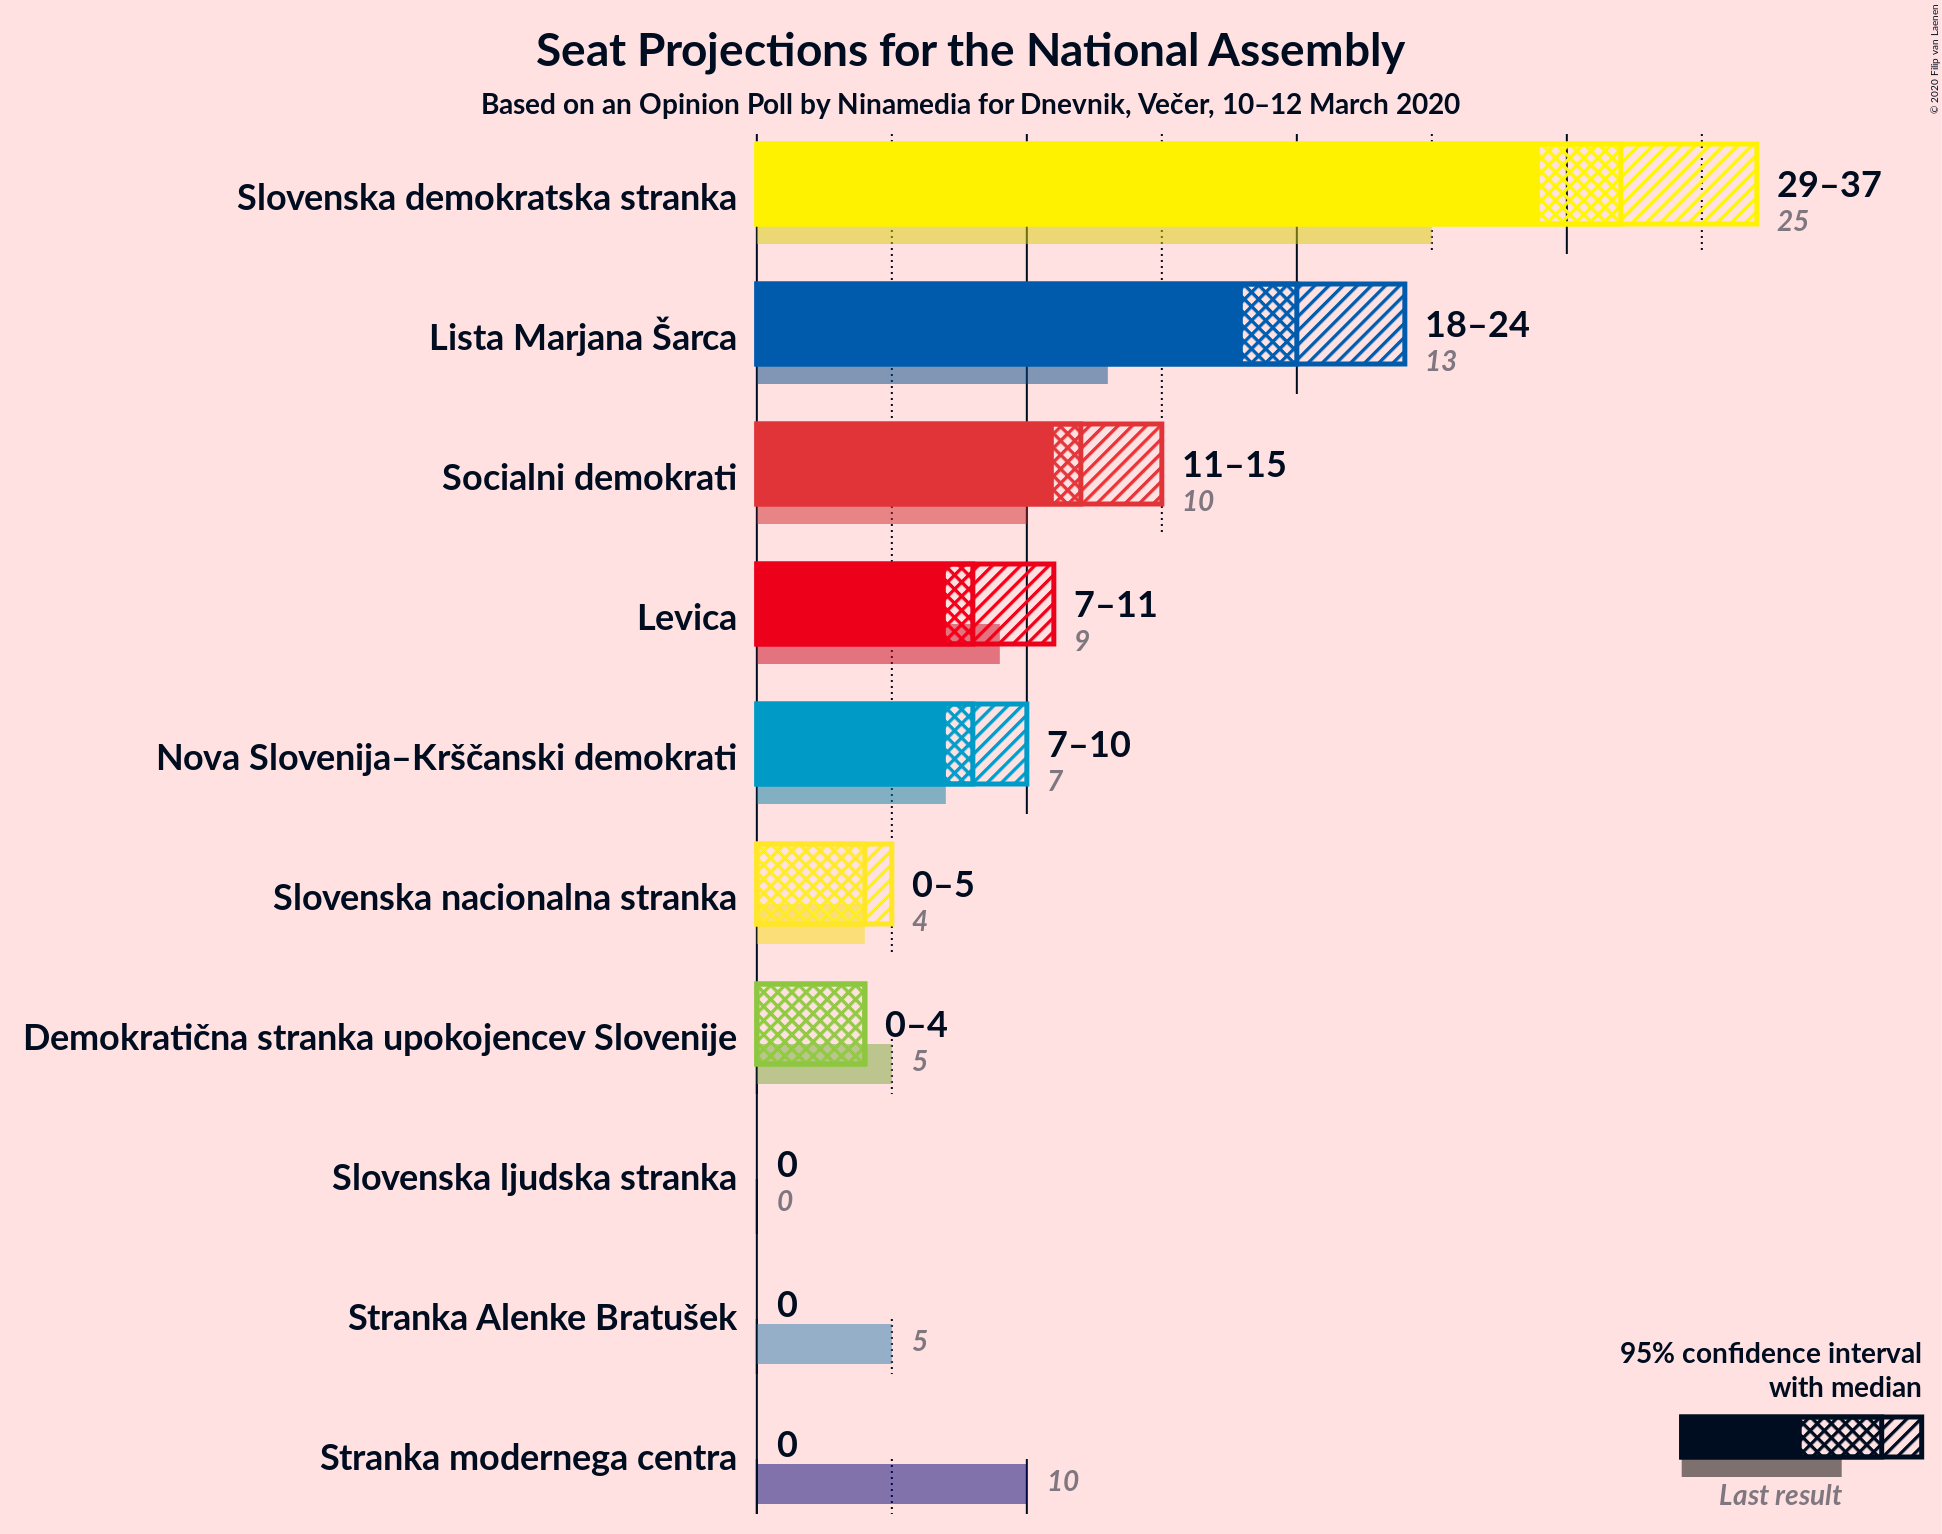 Seat Projections for the National Assembly
Based on an Opinion Poll by Ninamedia for Dnevnik, Večer, 10–12 March 2020
© 2020 Filip van Laenen
Slovenska demokratska stranka
29–37
25
Lista Marjana Šarca
18–24
13
Socialni demokrati
11–15
10
Levica
7–11
9
Nova Slovenija–Krščanski demokrati
7–10
7
Slovenska nacionalna stranka
0–5
4
Demokratična stranka upokojencev Slovenije
0–4
5
Slovenska ljudska stranka
0
0
Stranka Alenke Bratušek
0
5
Stranka modernega centra
0
10
95% confidence interval
with median
Last result